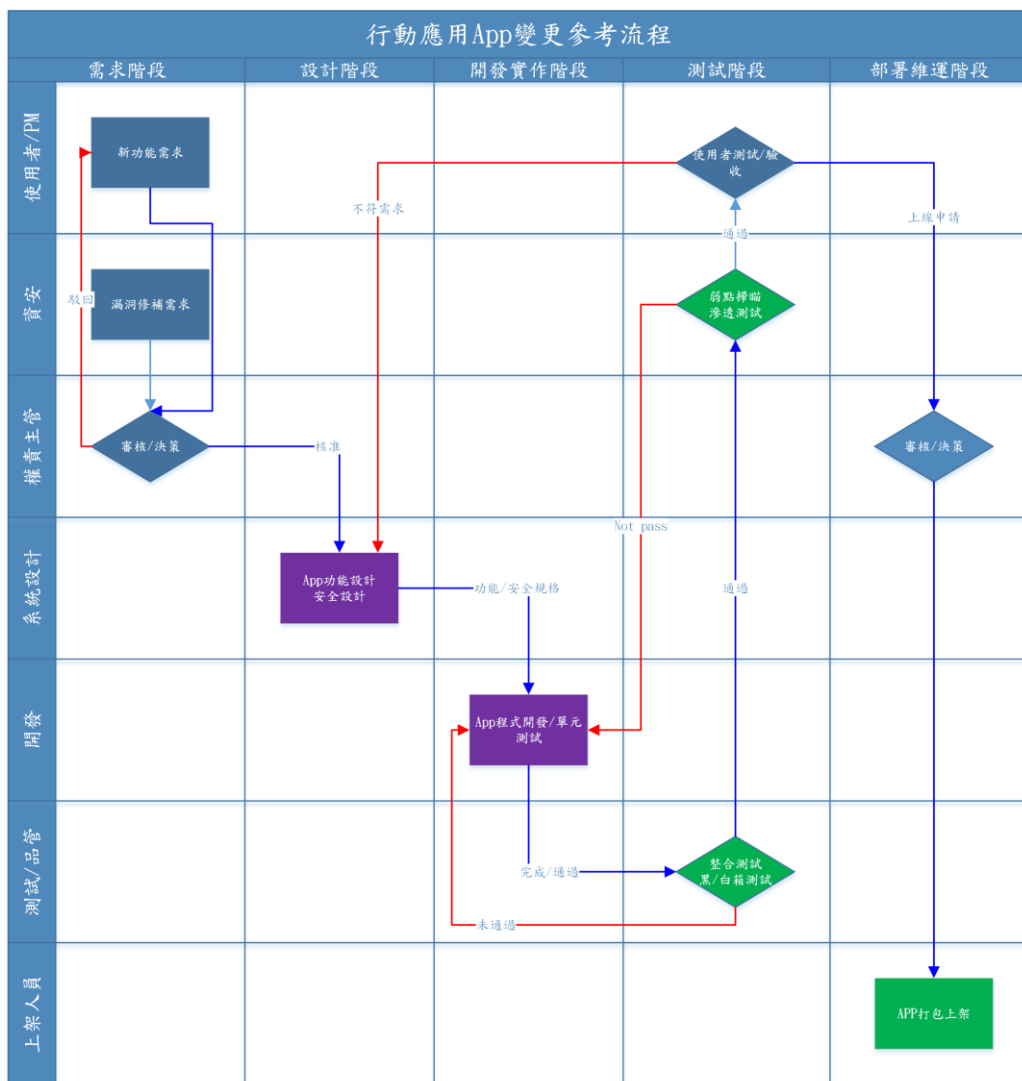 行動應用App變更參考流程
需求階段
設計階段
開發實作階段
測試階段
部署維運階段
使用者/PM
新功能需求
使用者測試/驗
收
不符需求
上線申請
通過
資安
駁回
漏洞修補需求
弱點掃瞄
滲透測試
權責主管
審核/決策
核准
審核/決策
Not pass
系統設計
App功能設計
安全設計
功能/安全規格
通過
開發
App程式開發/單元
測試
測試/品管
完成/通過
整合測試
黑/白箱測試
未通過
上架人員
APP打包上架